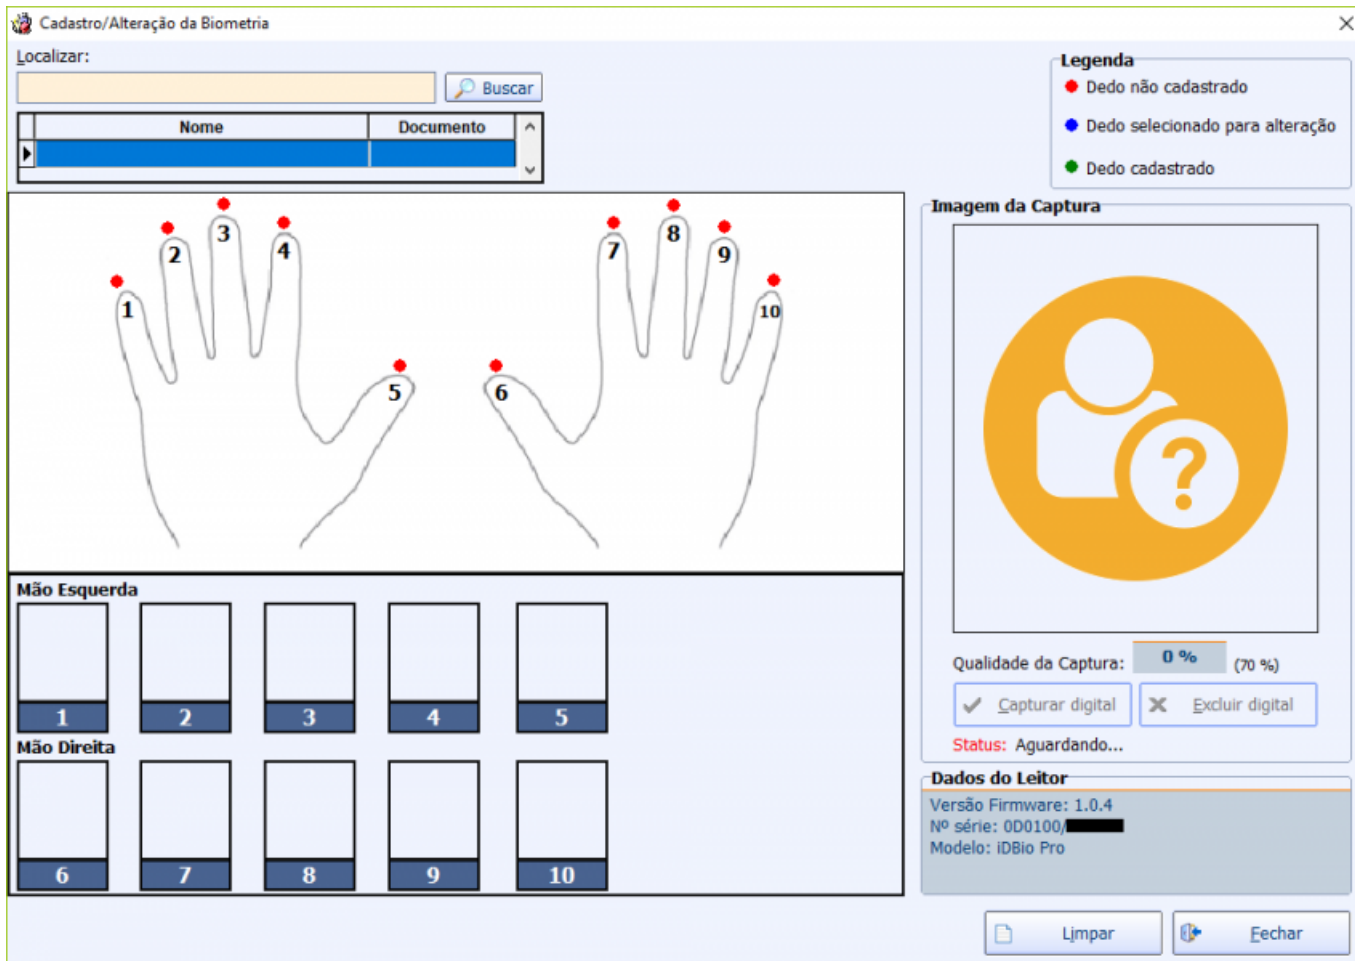 Cadastro/Alteração da Biometria
Localizar:
Buscar
Nome Documento
Legenda
Dedo não cadastrado
Dedo selecionado para alteração
Dedo cadastrado
1 2 3 4 5 6 7 8 9 10
Imagem da Captura
?
Qualidade da Captura: 0 % (70 %)
Capturar digital Excluir digital
Status: Aguardando...
Mão Esquerda
1 2 3 4 5
Mão Direita
6 7 8 9 10
Dados do Leitor
Versão Firmware: 1.0.4
Nº série: 0D0100/
Modelo: iDBio Pro
Limpar Fechar